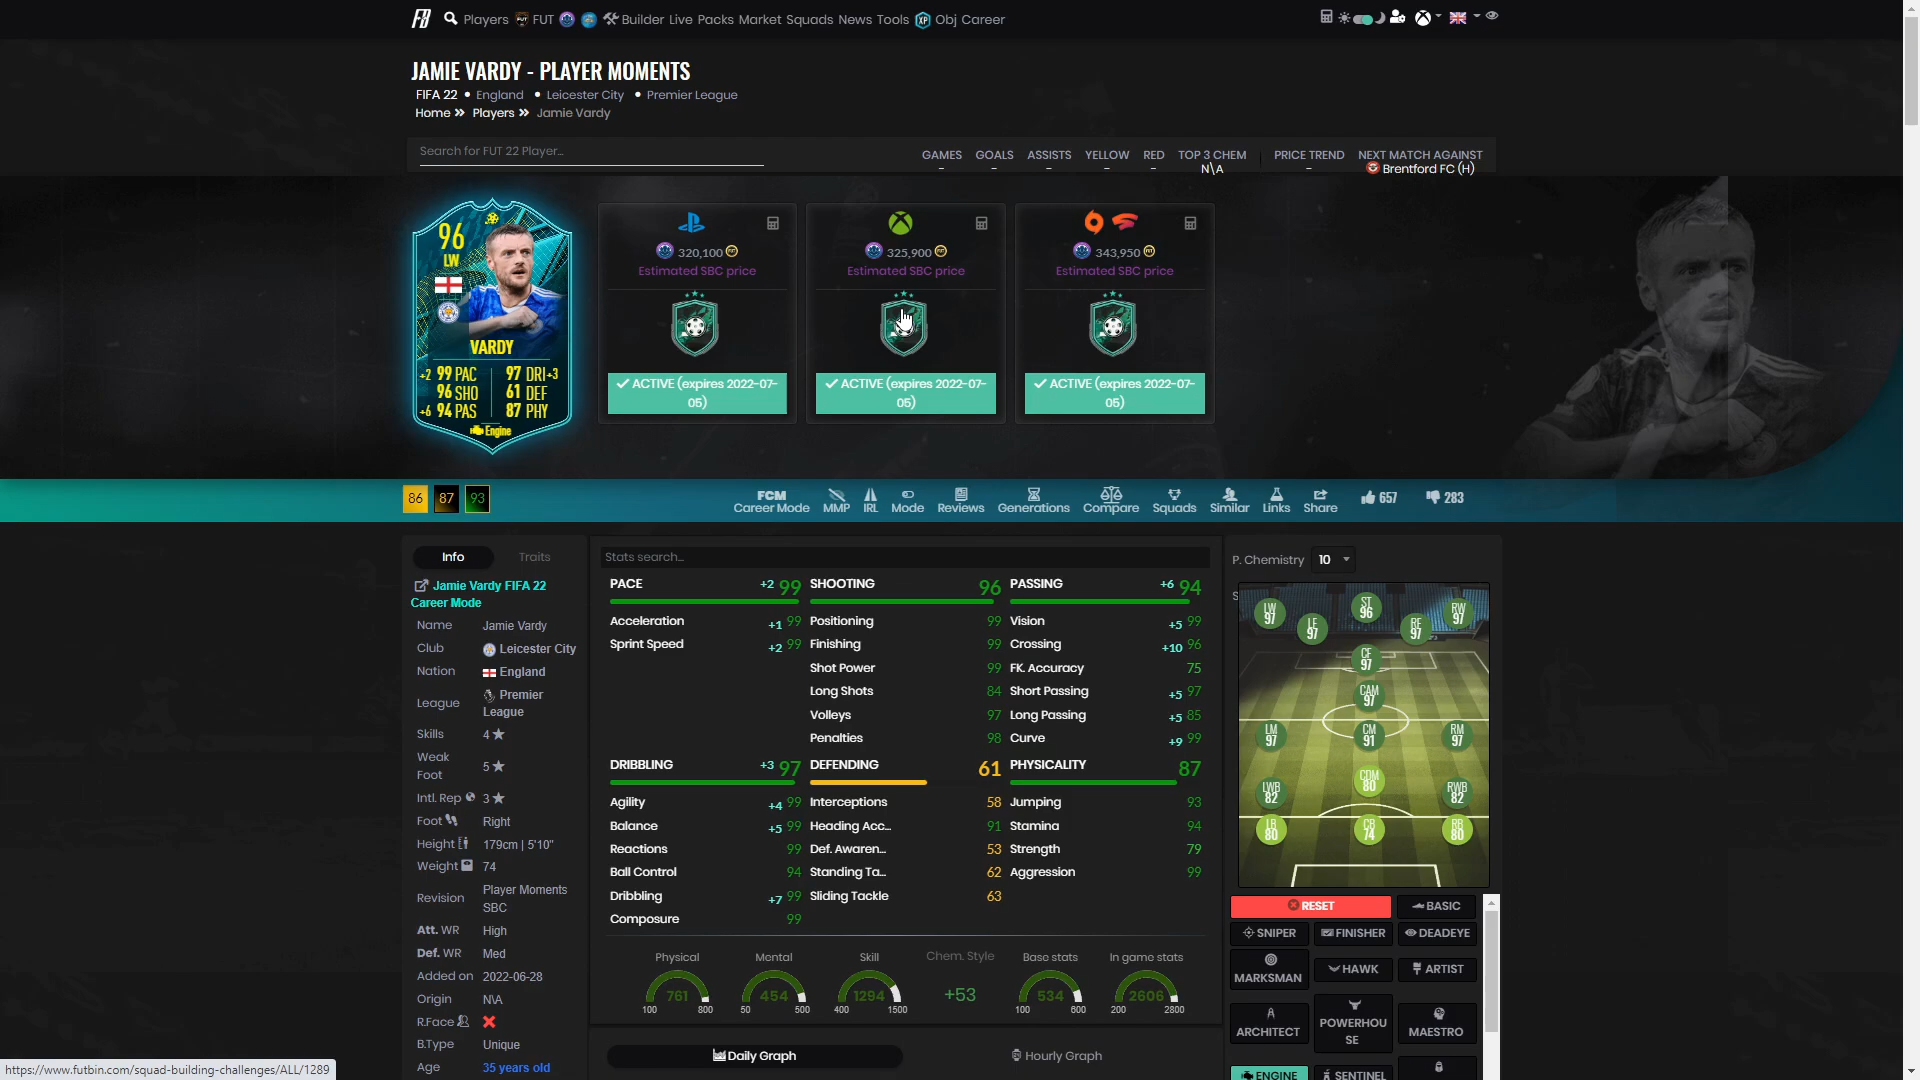 Players FUT Builder Live Packs Market Squads News Tools XP Obj Career
JAMIE VARDY - PLAYER MOMENTS
FIFA 22 • England • Leicester City • Premier League
Home » Players » Jamie Vardy
Search for FUT 22 Player...
GAMES GOALS ASSISTS YELLOW RED TOP 3 CHEM PRICE TREND NEXT MATCH AGAINST
- - - - - N\A - Brentford FC (H)
96
LW
VARDY
+2 99 PAC 97 DRI +3
96 SHO 61 DEF
+6 94 PAS 87 PHY
Engine
320,100
Estimated SBC price
ACTIVE (expires 2022-07-
05)
325,900
Estimated SBC price
ACTIVE (expires 2022-07-
05)
343,950
Estimated SBC price
ACTIVE (expires 2022-07-
05)
86 87 93
FCM
Career Mode MMP IRL Mode Reviews Generations Compare Squads Similar Links Share 657 283
Info Traits
Jamie Vardy FIFA 22
Career Mode
Name Jamie Vardy
Club Leicester City
Nation England
League Premier
League
Skills 4★
Weak
Foot 5★
Intl. Rep 3★
Foot Right
Height 179cm | 5'10"
Weight 74
Revision Player Moments
SBC
Att. WR High
Def. WR Med
Added on 2022-06-28
Origin N\A
R.Face
B.Type Unique
Age 35 years old
Stats search...
PACE +2 99
Acceleration +1 99
Sprint Speed +2 99
SHOOTING 96
Positioning 99
Finishing 99
Shot Power 99
Long Shots 84
Volleys 97
Penalties 98
PASSING +6 94
Vision +5 99
Crossing +10 96
FK. Accuracy 75
Short Passing +5 97
Long Passing +5 85
Curve +9 99
DRIBBLING +3 97
Agility +4 99
Balance +5 99
Reactions 99
Ball Control 94
Dribbling +7 99
Composure 99
DEFENDING 61
Interceptions 58
Heading Acc... 91
Def. Awaren... 53
Standing Ta... 62
Sliding Tackle 63
PHYSICALITY 87
Jumping 93
Stamina 94
Strength 79
Aggression 99
Physical Mental Skill Chem. Style Base stats In game stats
761 454 1294 +53 534 2606
100 800 50 500 400 1500 100 600 200 2800
Daily Graph Hourly Graph
P. Chemistry 10
S
LW
97
LF
97
ST
96
RF
97
RW
97
CF
97
CAM
97
LM
97
CM
91
RM
97
LWB
82
CDM
80
RWB
82
LB
80
CB
74
RB
80
RESET BASIC
SNIPER FINISHER DEADEYE
MARKSMAN HAWK ARTIST
ARCHITECT POWERHOU
SE MAESTRO
ENGINE SENTINEL
https://www.futbin.com/squad-building-challenges/ALL/1289